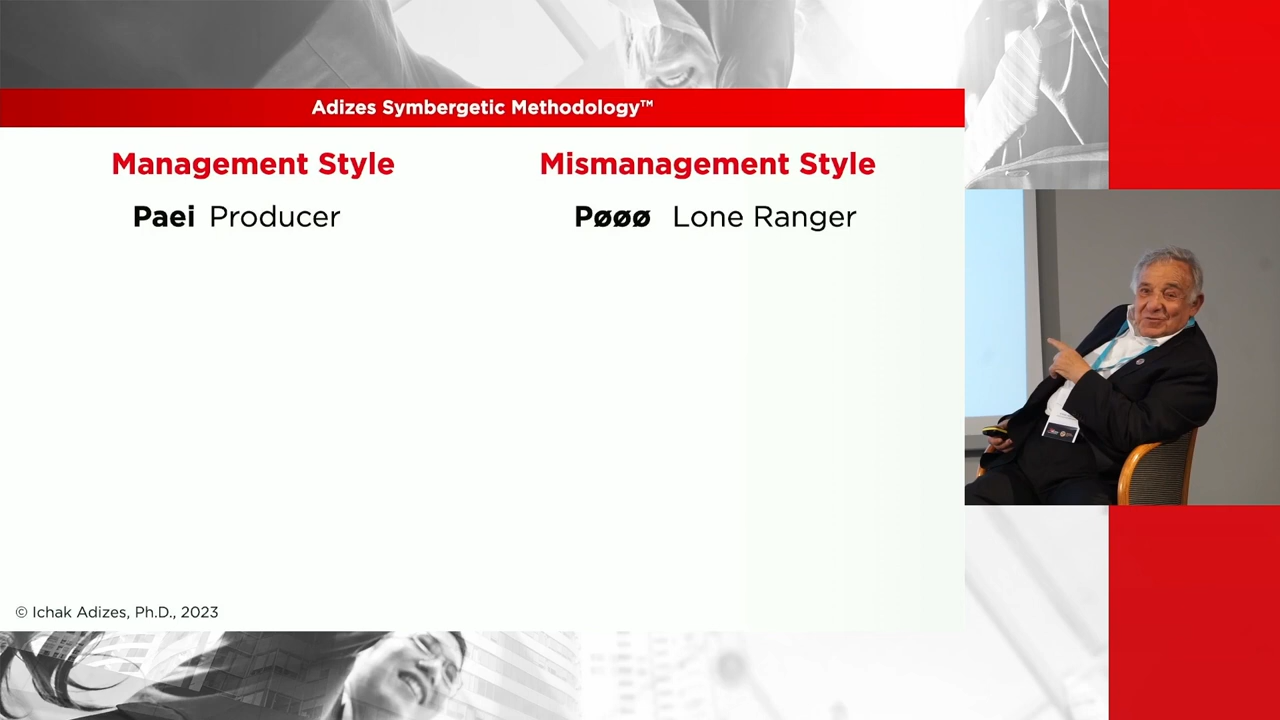 Adizes Symbergetic Methodology™
Management Style
Mismanagement Style
Paei Producer
Pøøø Lone Ranger
© Ichak Adizes, Ph.D., 2023